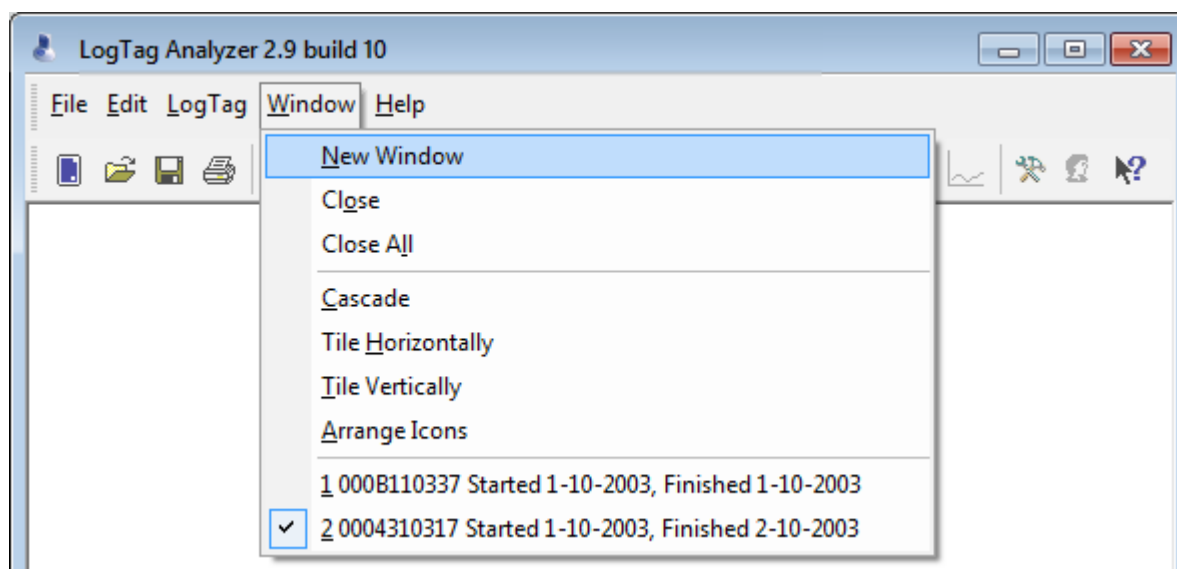 LogTag Analyzer 2.9 build 10
File Edit LogTag Window Help
New Window
Close
Close All
Cascade
Tile Horizontally
Tile Vertically
Arrange Icons
1 000B110337 Started 1-10-2003, Finished 1-10-2003
2 0004310317 Started 1-10-2003, Finished 2-10-2003